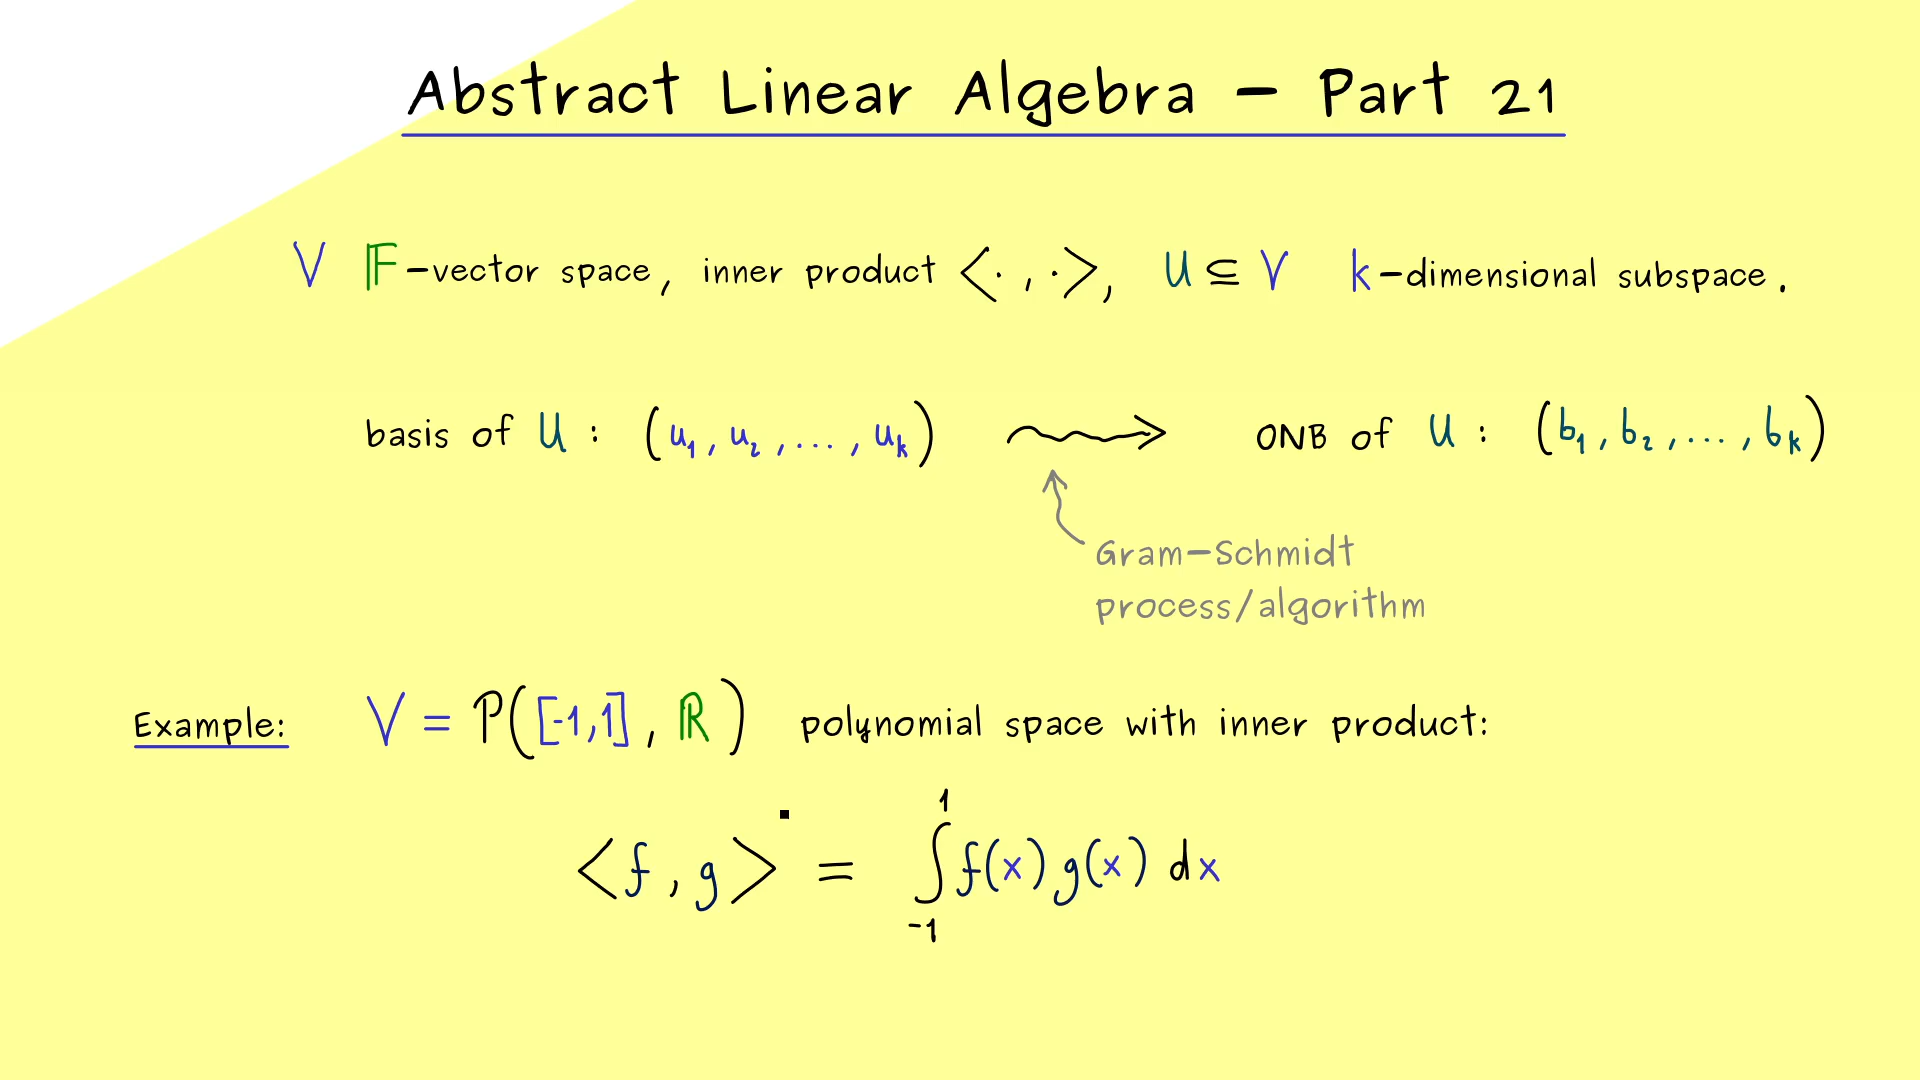 Abstract Linear Algebra – Part 21
V 𝔽-vector space, inner product <·,·>, U ⊆ V k-dimensional subspace.
basis of U: (u₁, u₂, ..., uₖ) ⟿ ONB of U: (b₁, b₂, ..., bₖ)
Gram-Schmidt
process/algorithm
Example: V = P([-1,1], ℝ) polynomial space with inner product:
<f, g> = ∫₋₁¹ f(x) g(x) dx